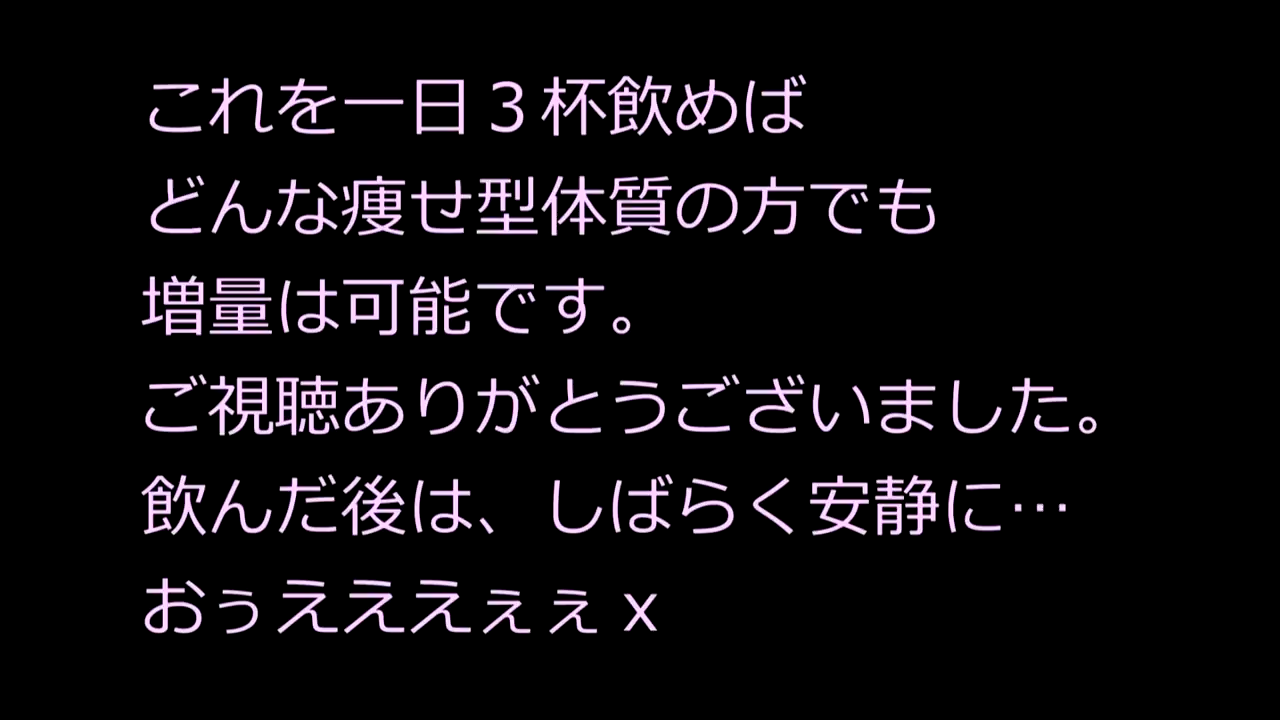 これを一日３杯飲めば
どんな痩せ型体質の方でも
増量は可能です。
ご視聴ありがとうございました。
飲んだ後は、しばらく安静に…
おぅえええぇぇｘ